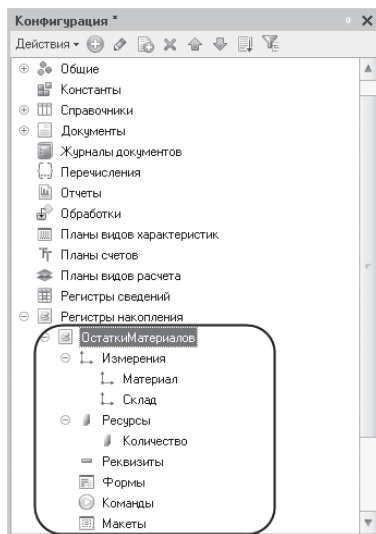 Конфигурация *
Действия
Общие
Константы
Справочники
Документы
Журналы документов
Перечисления
Отчеты
Обработки
Планы видов характеристик
Планы счетов
Планы видов расчета
Регистры сведений
Регистры накопления
ОстаткиМатериалов
Измерения
Материал
Склад
Ресурсы
Количество
Реквизиты
Формы
Команды
Макеты